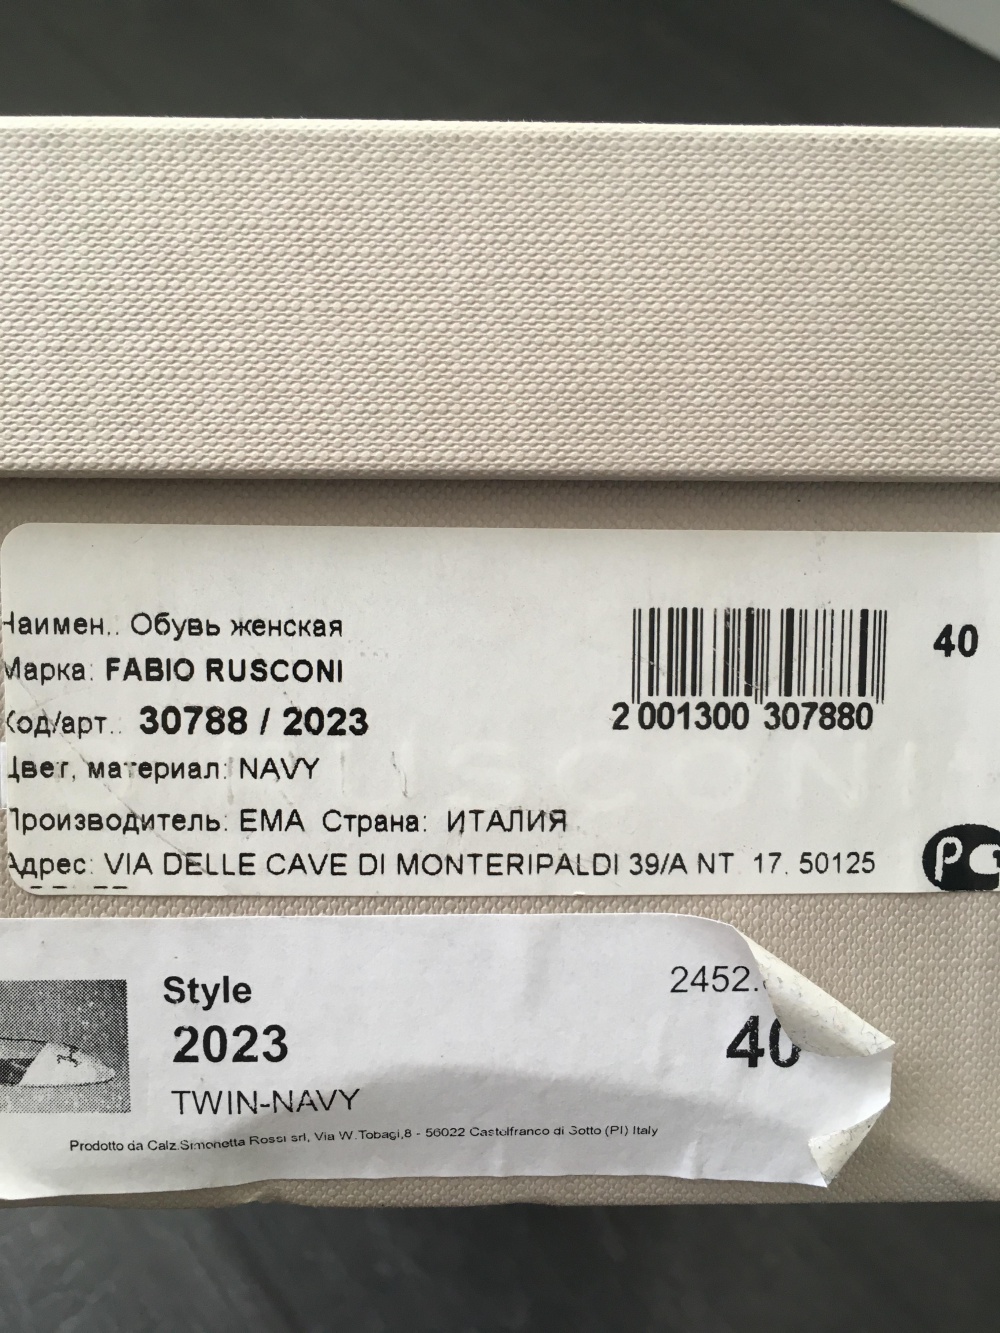 Наимен.. Обувь женская
Марка: FABIO RUSCONI
Код/арт.: 30788 / 2023
Цвет, материал: NAVY
Производитель: EMA Страна: ИТАЛИЯ
Адрес: VIA DELLE CAVE DI MONTERIPALDI 39/A NT. 17. 50125
2 001300 307880
40
РСТ
RUSCONI
Style
2023
TWIN-NAVY
2452.
40
Prodotto da Calz.Simonetta Rossi srl, Via W.Tobagi,8 - 56022 Castelfranco di Sotto (PI) Italy